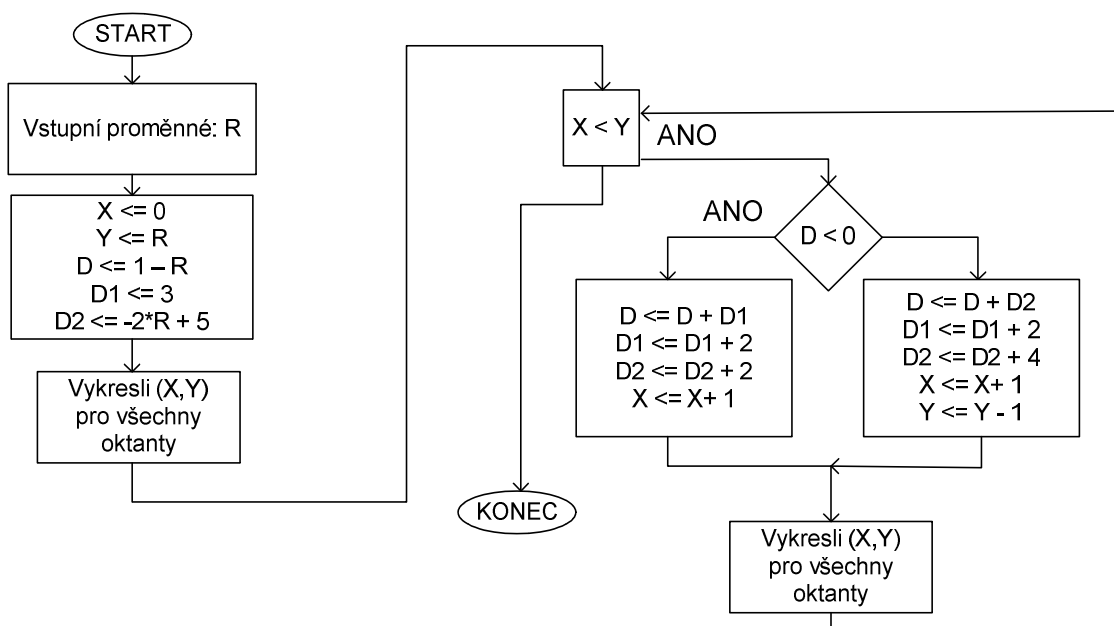 START
Vstupní proměnné: R
X <= 0
Y <= R
D <= 1 – R
D1 <= 3
D2 <= -2*R + 5
Vykresli (X,Y)
pro všechny
oktanty
X < Y
ANO
KONEC
D < 0
ANO
D <= D + D1
D1 <= D1 + 2
D2 <= D2 + 2
X <= X+ 1
D <= D + D2
D1 <= D1 + 2
D2 <= D2 + 4
X <= X+ 1
Y <= Y - 1
Vykresli (X,Y)
pro všechny
oktanty